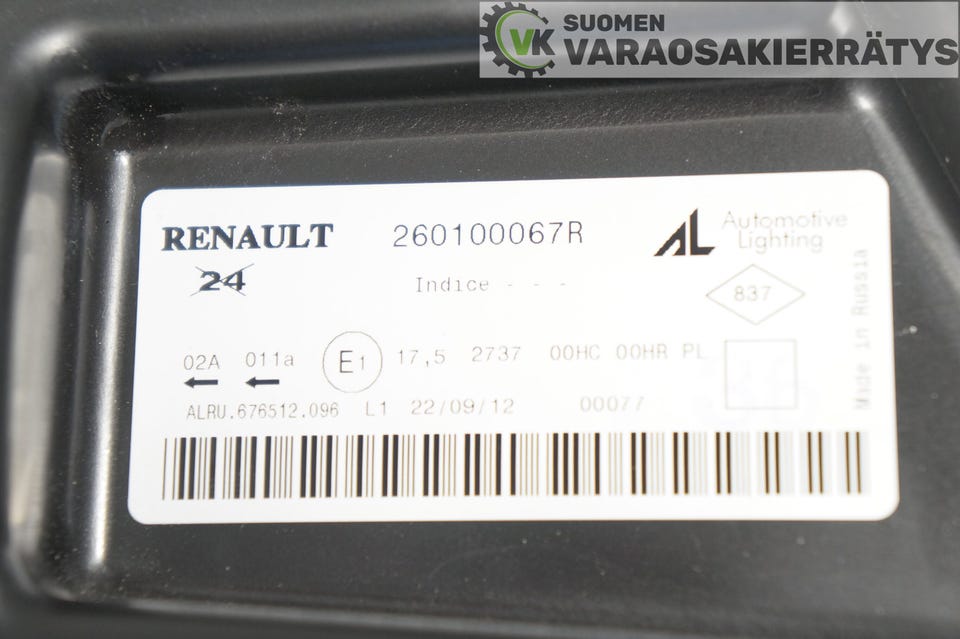 SUOMEN
VK VARAOSAKIERRÄTYS
RENAULT 260100067R AL Automotive Lighting
24 Indice - - -
837
Made in Russia
02A 011a E1 17,5 2737 00HC 00HR PL
ALRU.676512.096 L1 22/09/12 00077